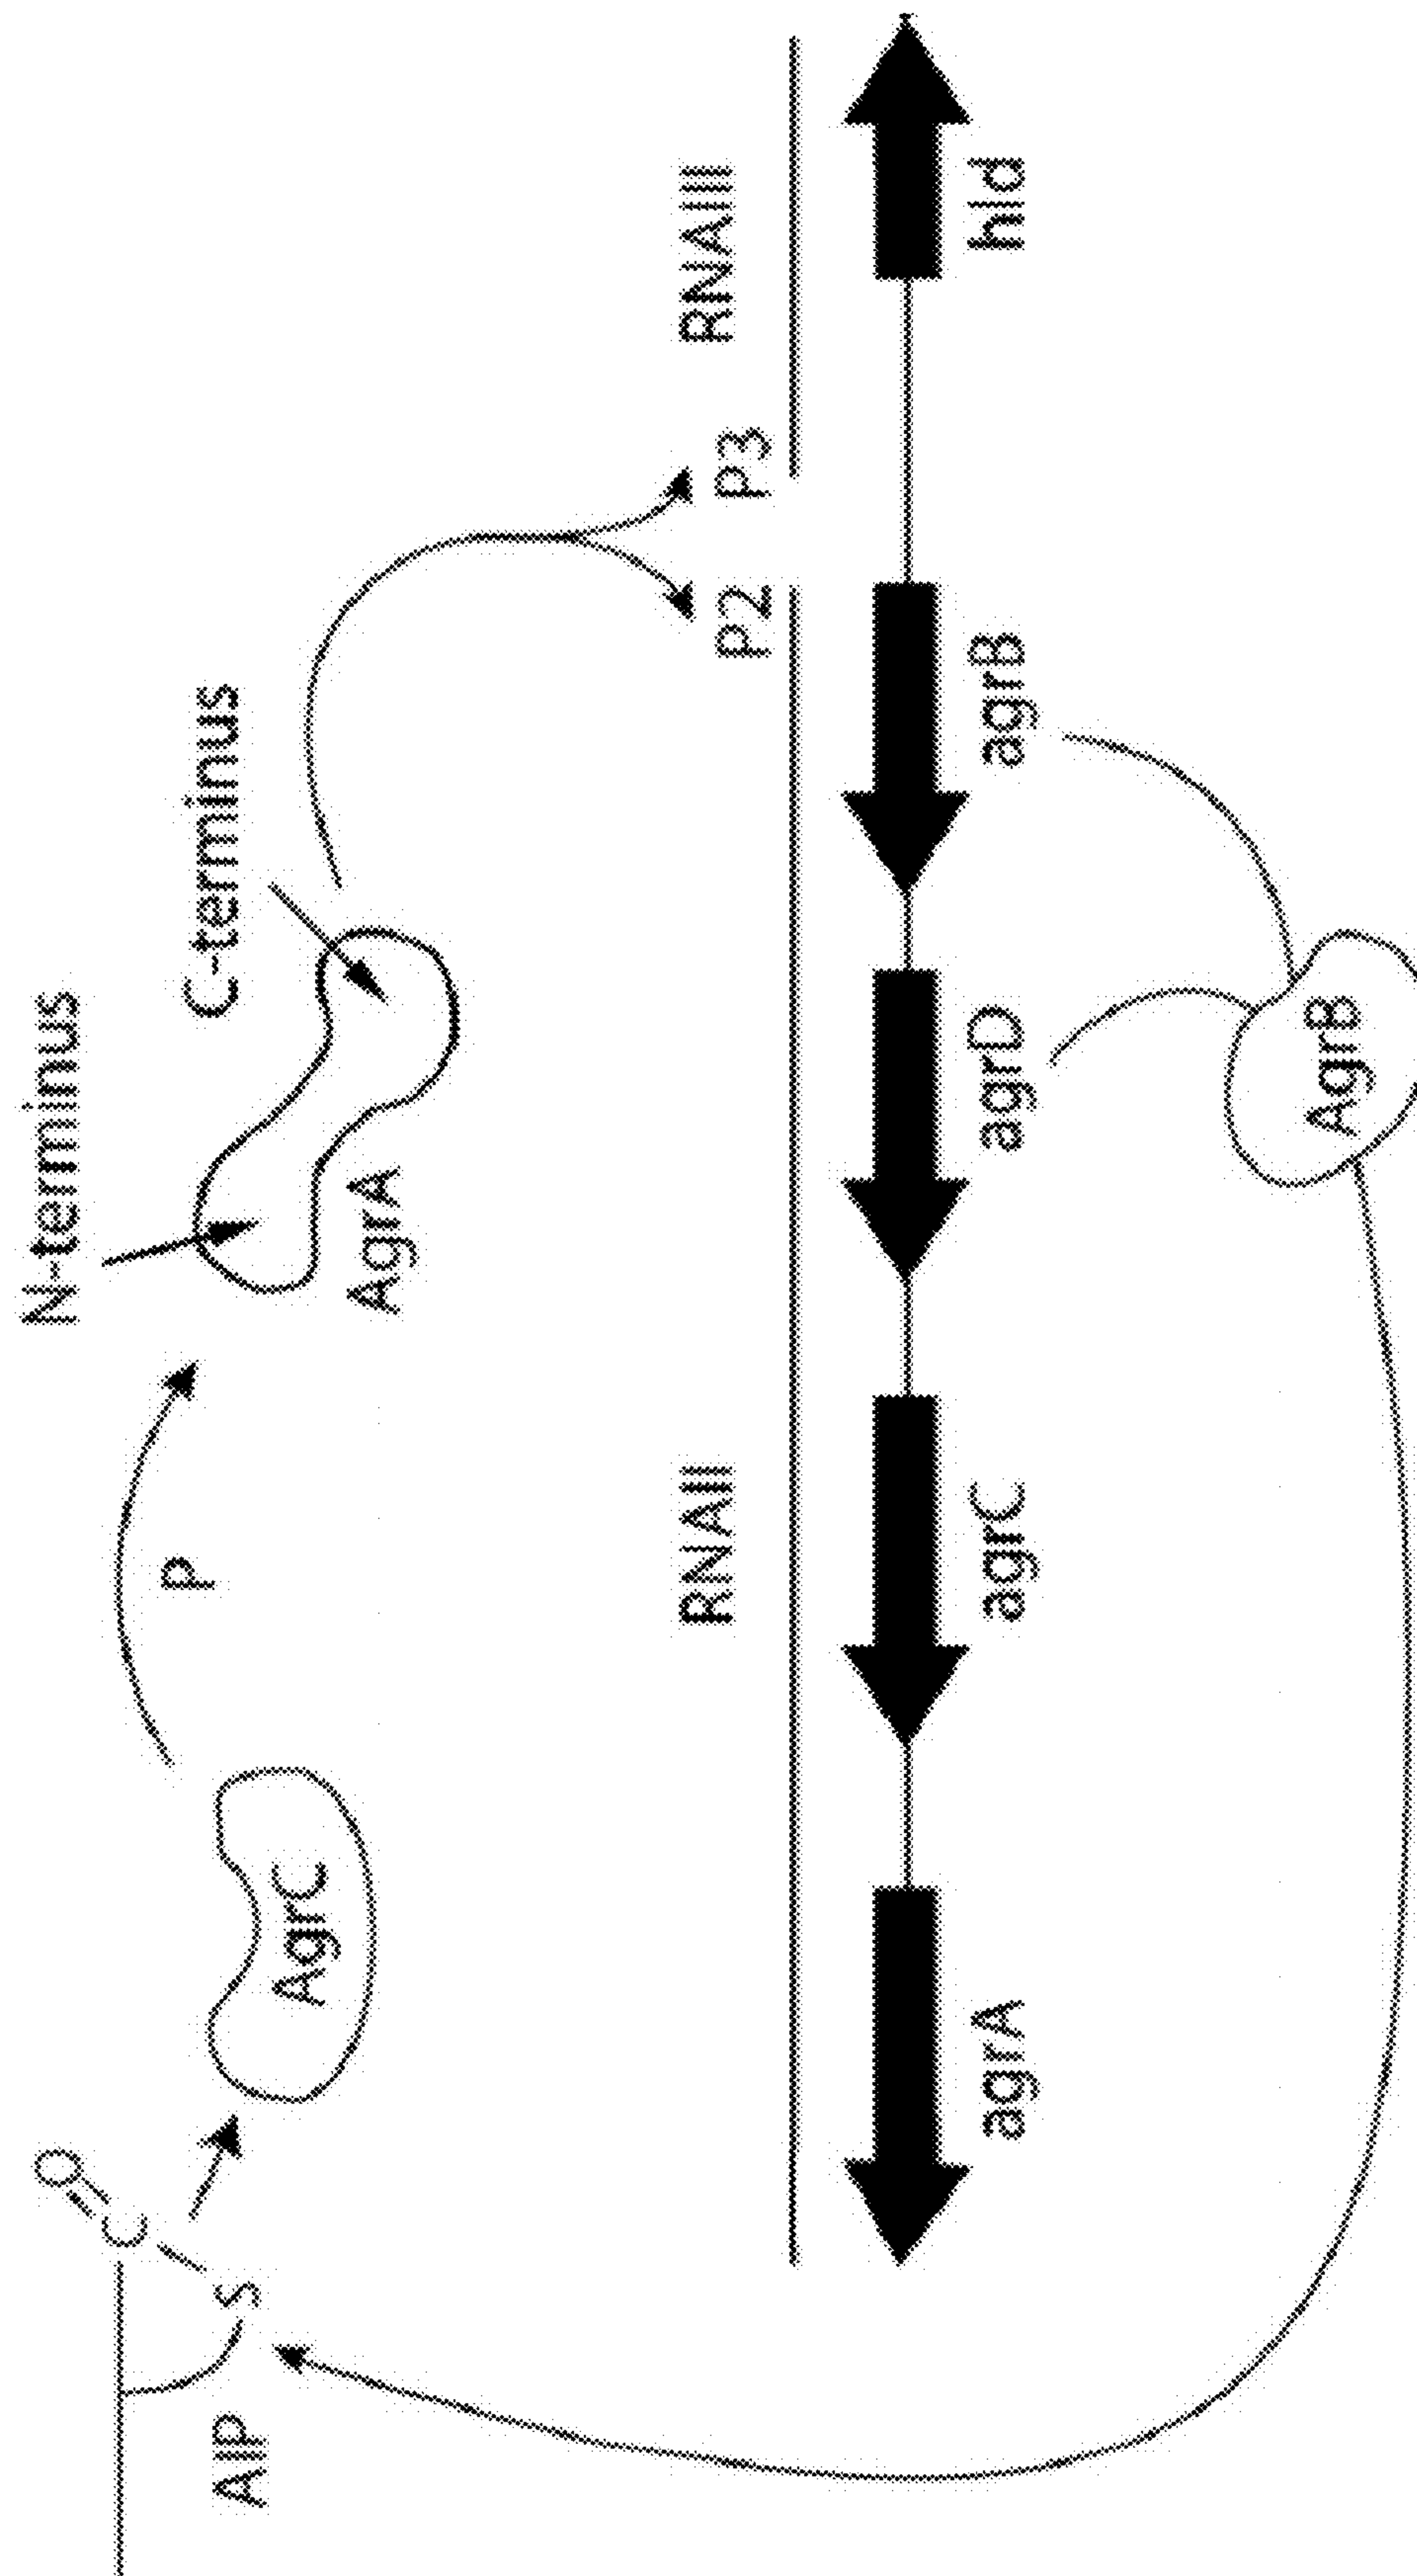 N-terminus
C-terminus
O
C
S
AIP
AgrC
P
AgrA
P2
P3
RNAII
RNAIII
agrA
agrC
agrD
agrB
hld
AgrB